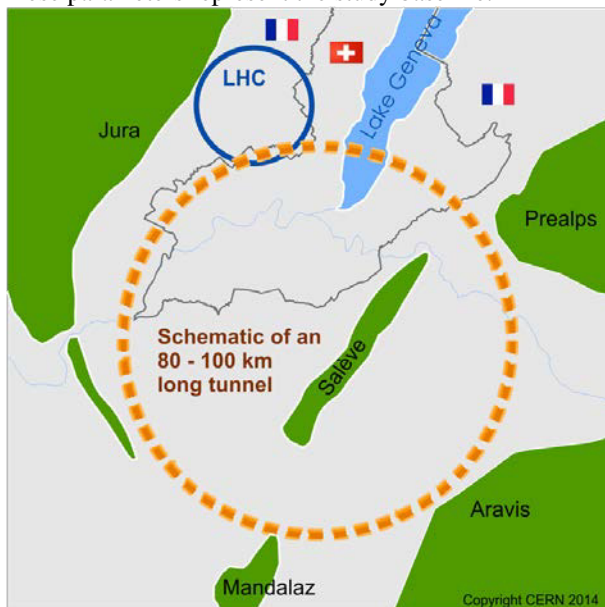 LHC
Jura
Lake Geneva
Prealps
Schematic of an
80 - 100 km
long tunnel
Salève
Aravis
Mandalaz
Copyright CERN 2014